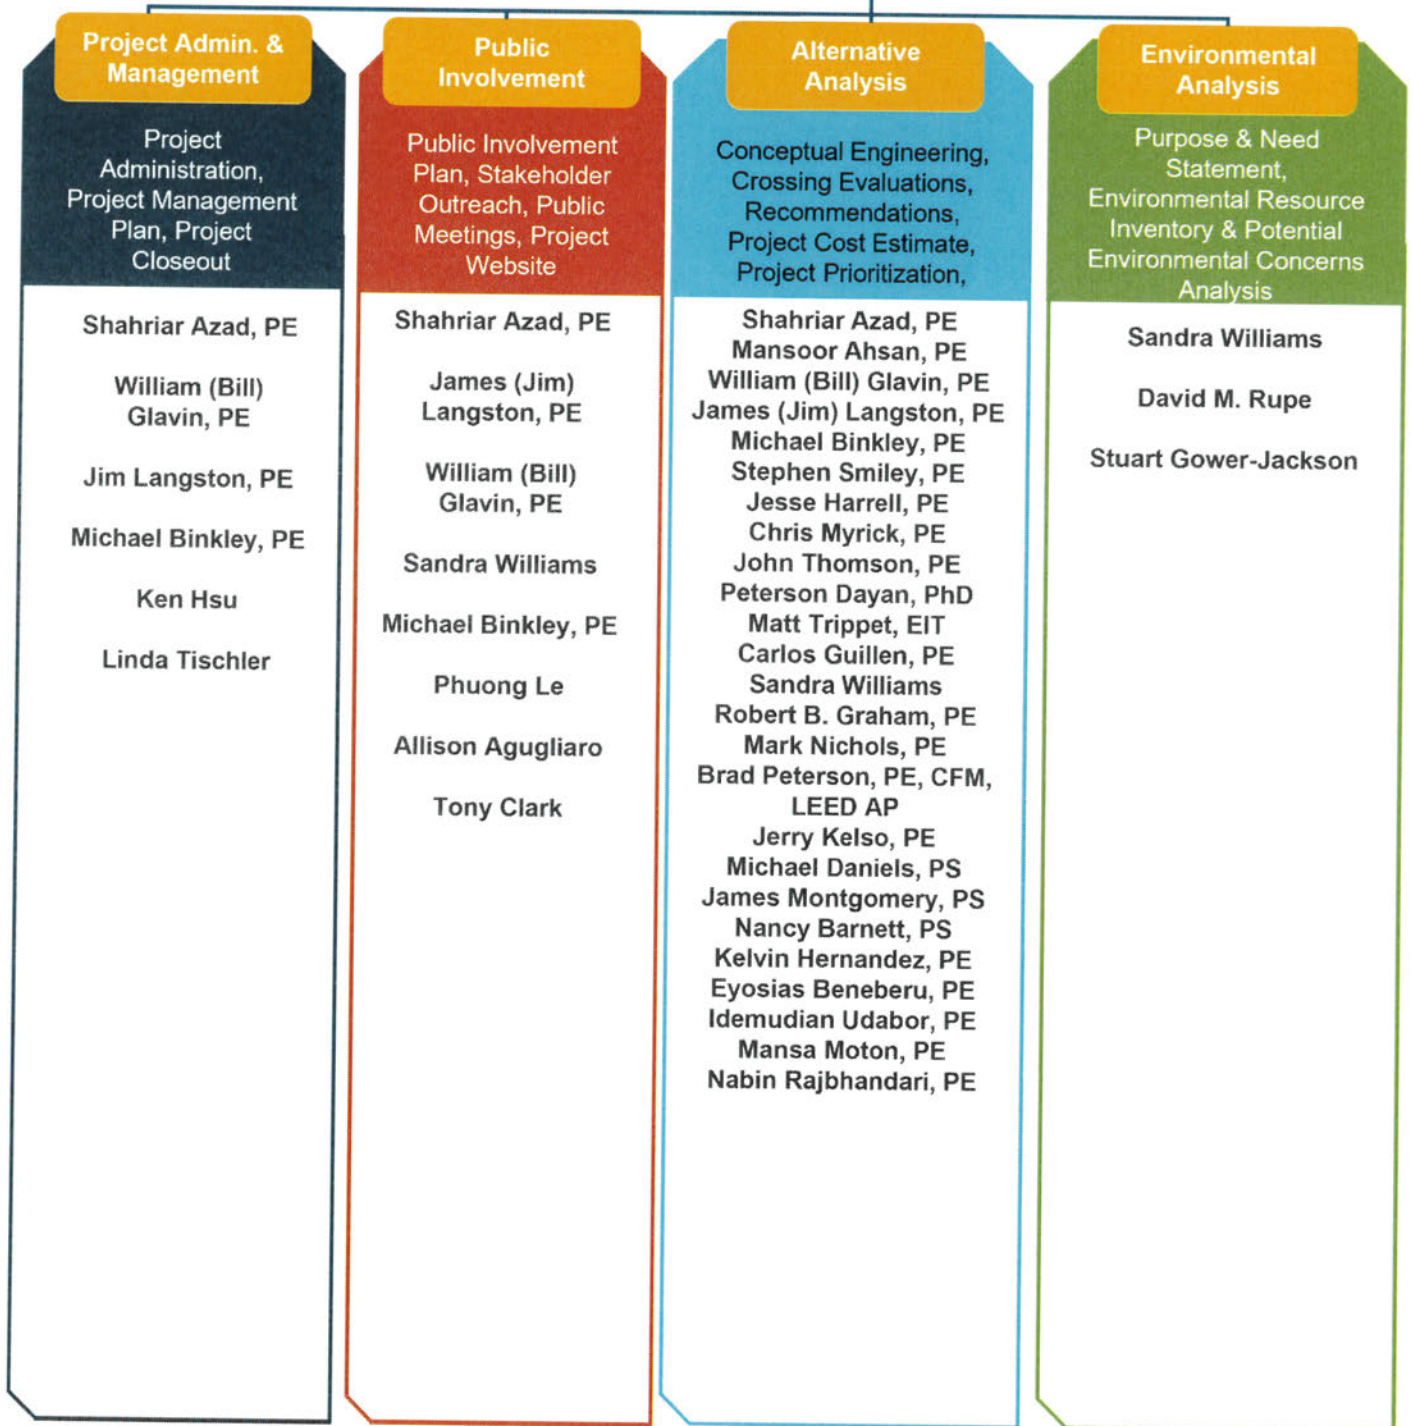 Project Admin. &
Management
Project
Administration,
Project Management
Plan, Project
Closeout
Shahriar Azad, PE
William (Bill)
Glavin, PE
Jim Langston, PE
Michael Binkley, PE
Ken Hsu
Linda Tischler
Public
Involvement
Public Involvement
Plan, Stakeholder
Outreach, Public
Meetings, Project
Website
Shahriar Azad, PE
James (Jim)
Langston, PE
William (Bill)
Glavin, PE
Sandra Williams
Michael Binkley, PE
Phuong Le
Allison Agugliaro
Tony Clark
Alternative
Analysis
Conceptual Engineering,
Crossing Evaluations,
Recommendations,
Project Cost Estimate,
Project Prioritization,
Shahriar Azad, PE
Mansoor Ahsan, PE
William (Bill) Glavin, PE
James (Jim) Langston, PE
Michael Binkley, PE
Stephen Smiley, PE
Jesse Harrell, PE
Chris Myrick, PE
John Thomson, PE
Peterson Dayan, PhD
Matt Trippet, EIT
Carlos Guillen, PE
Sandra Williams
Robert B. Graham, PE
Mark Nichols, PE
Brad Peterson, PE, CFM,
LEED AP
Jerry Kelso, PE
Michael Daniels, PS
James Montgomery, PS
Nancy Barnett, PS
Kelvin Hernandez, PE
Eyosias Beneberu, PE
Idemudian Udabor, PE
Mansa Moton, PE
Nabin Rajbhandari, PE
Environmental
Analysis
Purpose & Need
Statement,
Environmental Resource
Inventory & Potential
Environmental Concerns
Analysis
Sandra Williams
David M. Rupe
Stuart Gower-Jackson